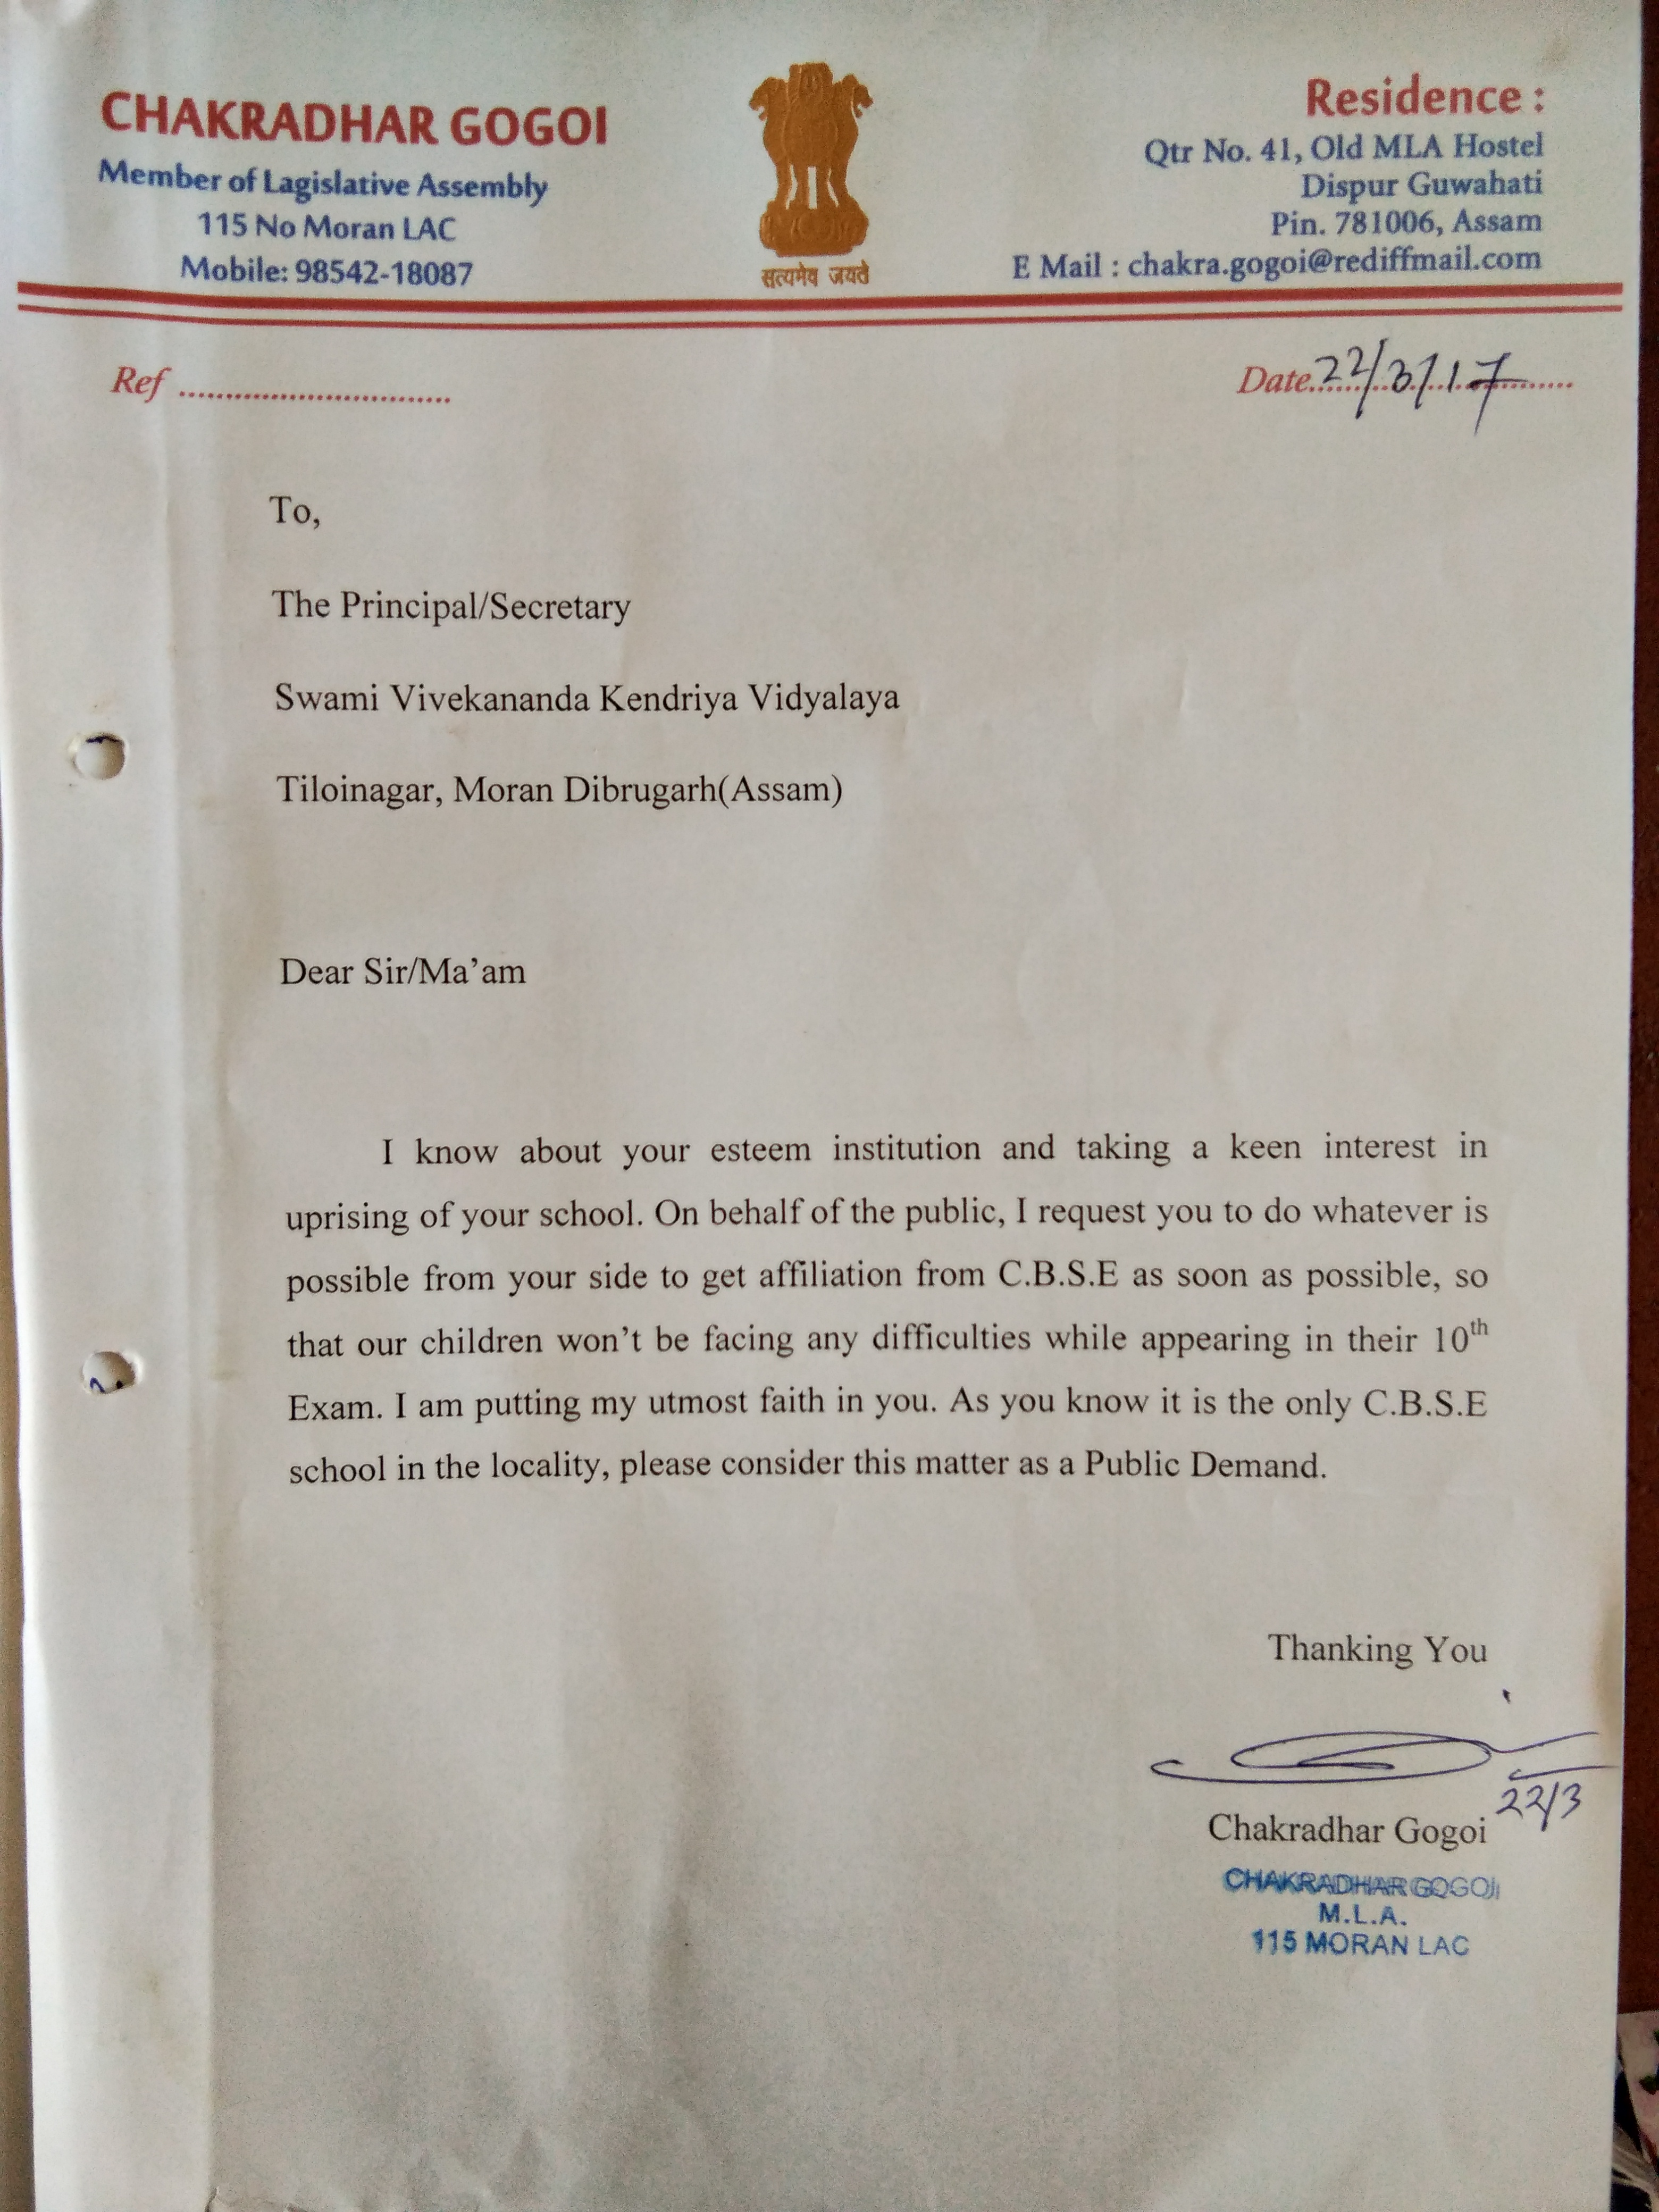 CHAKRADHAR GOGOI
Member of Lagislative Assembly
115 No Moran LAC
Mobile: 98542-18087
सत्यमेव जयते
Residence :
Qtr No. 41, Old MLA Hostel
Dispur Guwahati
Pin. 781006, Assam
E Mail : chakra.gogoi@rediffmail.com
Ref ..............................
Date 22/3/17
To,
The Principal/Secretary
Swami Vivekananda Kendriya Vidyalaya
Tiloinagar, Moran Dibrugarh(Assam)
Dear Sir/Ma’am
I know about your esteem institution and taking a keen interest in
uprising of your school. On behalf of the public, I request you to do whatever is
possible from your side to get affiliation from C.B.S.E as soon as possible, so
that our children won’t be facing any difficulties while appearing in their 10th
Exam. I am putting my utmost faith in you. As you know it is the only C.B.S.E
school in the locality, please consider this matter as a Public Demand.
Thanking You
22/3
Chakradhar Gogoi
CHAKRADHAR GOGOI
M.L.A.
115 MORAN LAC